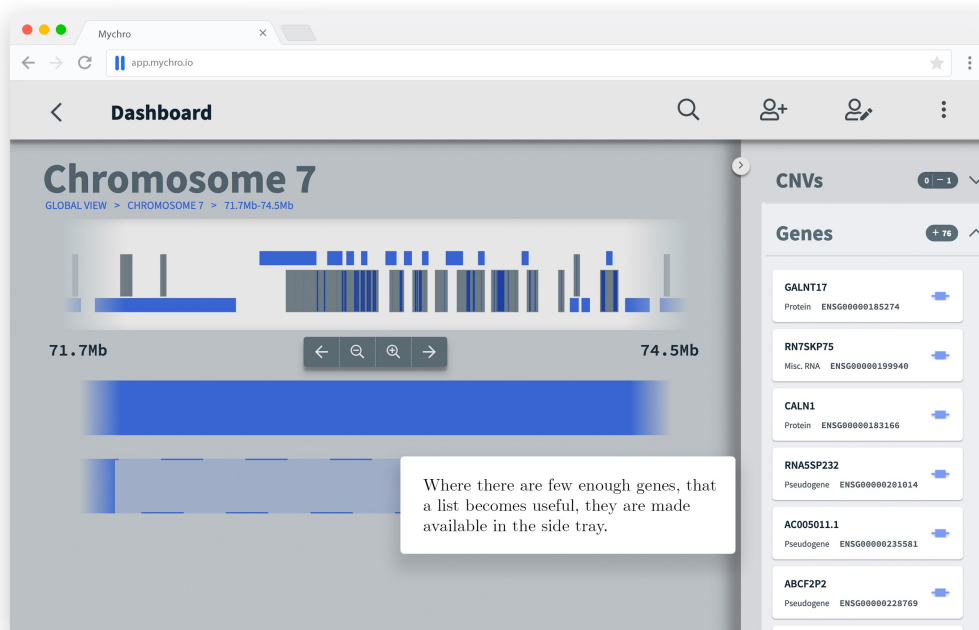 Mychro
app.mychro.io
Dashboard
Chromosome 7
GLOBAL VIEW > CHROMOSOME 7 > 71.7Mb-74.5Mb
71.7Mb
74.5Mb
Where there are few enough genes, that
a list becomes useful, they are made
available in the side tray.
CNVs
0 − 1
Genes
+ 76
GALNT17
Protein ENSG00000185274
RN7SKP75
Misc. RNA ENSG00000199940
CALN1
Protein ENSG00000183166
RNA5SP232
Pseudogene ENSG00000201014
AC005011.1
Pseudogene ENSG00000235581
ABCF2P2
Pseudogene ENSG00000228769